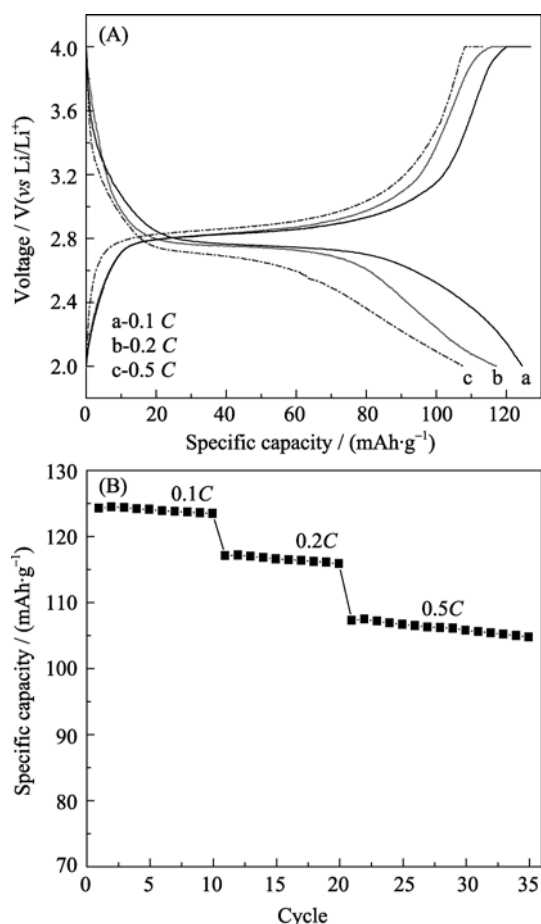 (A)
4.0
3.6
3.2
2.8
2.4
2.0
Voltage / V(vs Li/Li⁺)
a-0.1 C
b-0.2 C
c-0.5 C
c b a
0 20 40 60 80 100 120
Specific capacity / (mAh·g⁻¹)
(B)
130
120
110
100
90
80
70
Specific capacity / (mAh·g⁻¹)
0.1C
0.2C
0.5C
0 5 10 15 20 25 30 35
Cycle